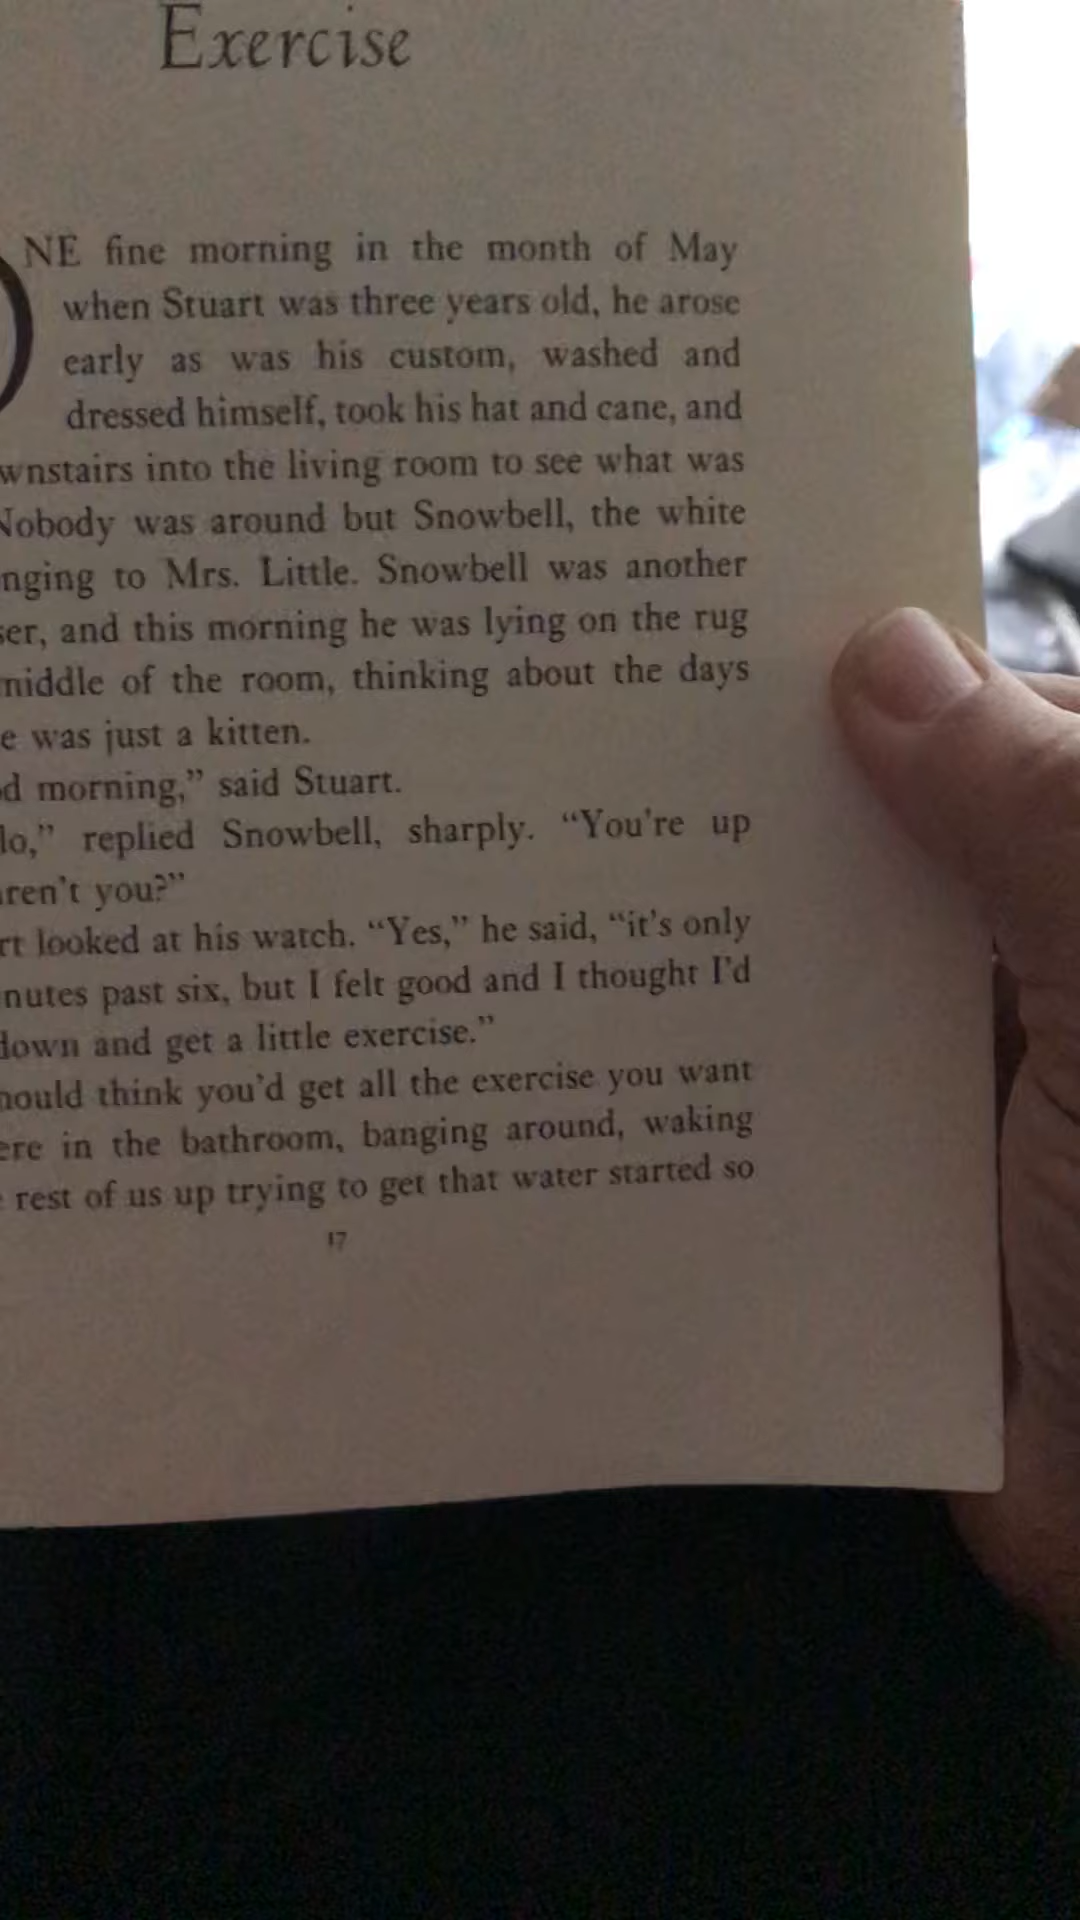 Exercise
ONE fine morning in the month of May
when Stuart was three years old, he arose
early as was his custom, washed and
dressed himself, took his hat and cane, and
wnstairs into the living room to see what was
Nobody was around but Snowbell, the white
nging to Mrs. Little. Snowbell was another
ser, and this morning he was lying on the rug
middle of the room, thinking about the days
e was just a kitten.
d morning,” said Stuart.
lo,” replied Snowbell, sharply. “You're up
aren't you?”
rt looked at his watch. “Yes,” he said, “it's only
nutes past six, but I felt good and I thought I'd
down and get a little exercise.”
hould think you'd get all the exercise you want
ere in the bathroom, banging around, waking
rest of us up trying to get that water started so
17